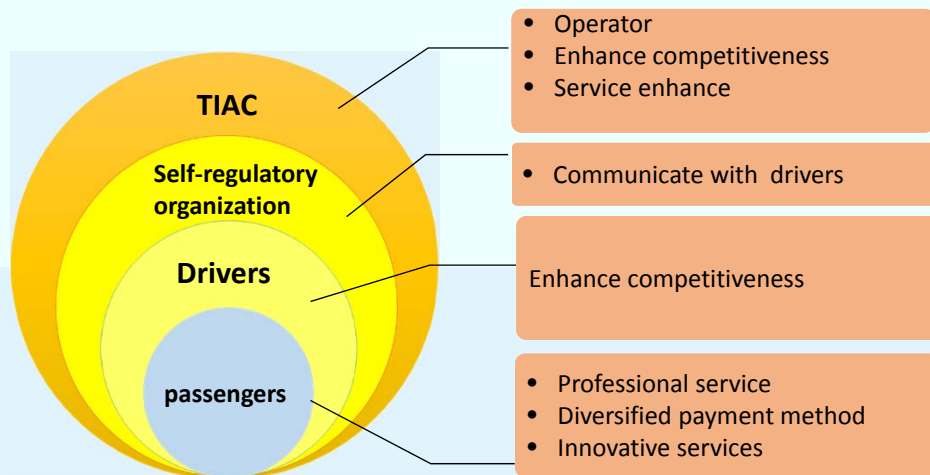 TIAC
Self-regulatory
organization
Drivers
passengers
• Operator
• Enhance competitiveness
• Service enhance
• Communicate with drivers
Enhance competitiveness
• Professional service
• Diversified payment method
• Innovative services